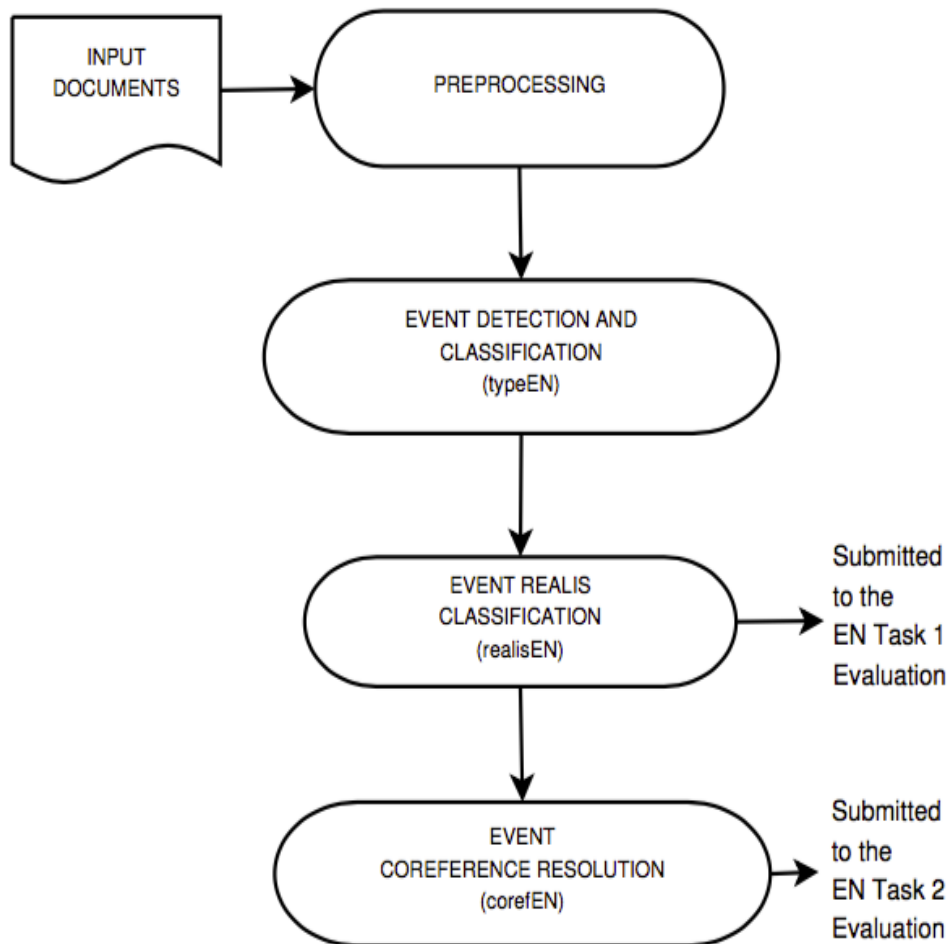 INPUT
DOCUMENTS
PREPROCESSING
EVENT DETECTION AND
CLASSIFICATION
(typeEN)
EVENT REALIS
CLASSIFICATION
(realisEN)
Submitted
to the
EN Task 1
Evaluation
EVENT
COREFERENCE RESOLUTION
(corefEN)
Submitted
to the
EN Task 2
Evaluation